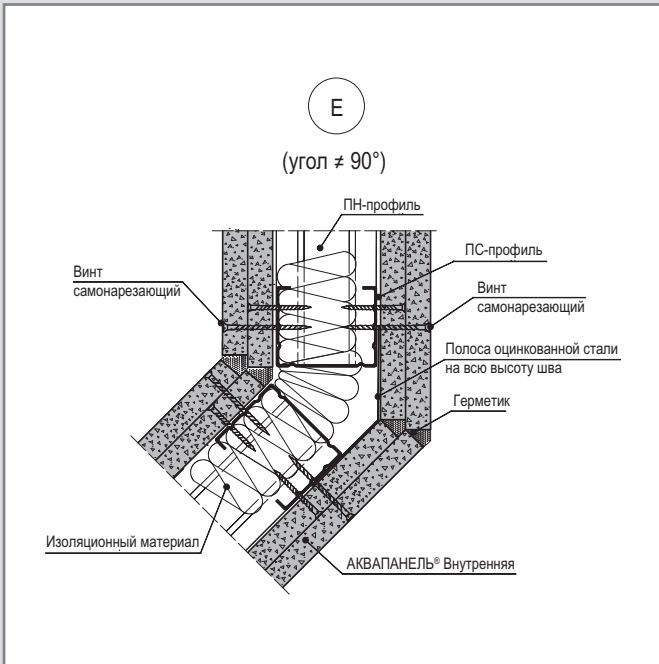 E
(угол ≠ 90°)
ПН-профиль
ПС-профиль
Винт
самонарезающий
Винт
самонарезающий
Полоса оцинкованной стали
на всю высоту шва
Герметик
Изоляционный материал
АКВАПАНЕЛЬ® Внутренняя